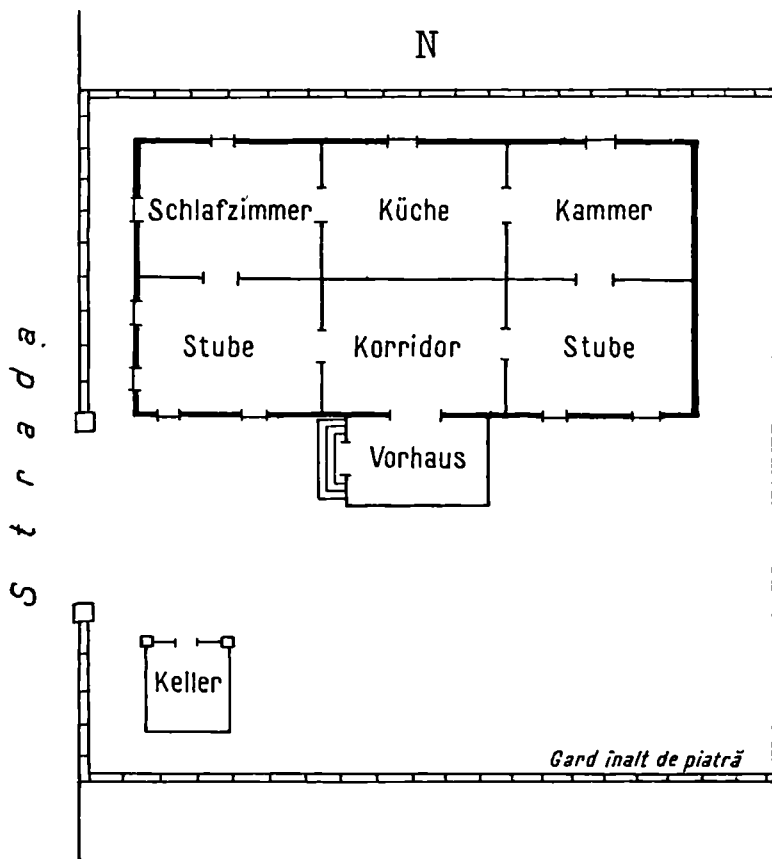 N
Schlafzimmer Küche Kammer
Stube Korridor Stube
Vorhaus
Strada
Keller
Gard înalt de piatră